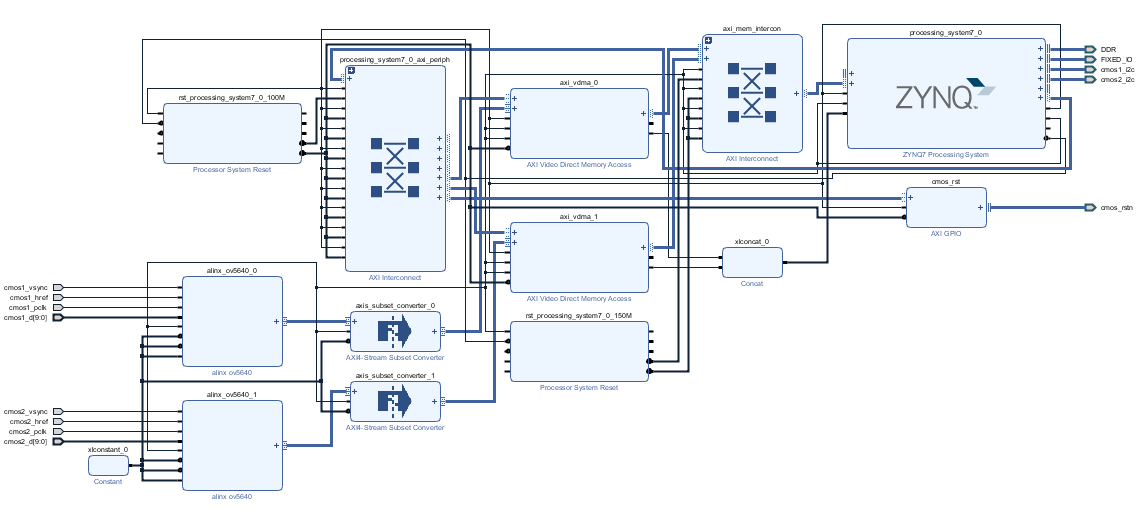 axi_mem_intercon
AXI Interconnect
processing_system7_0
ZYNQ
ZYNQ7 Processing System
DDR
FIXED_IO
cmos1_i2c
cmos2_i2c
processing_system7_0_axi_periph
AXI Interconnect
axi_vdma_0
AXI Video Direct Memory Access
rst_processing_system7_0_100M
Processor System Reset
cmos_rst
AXI GPIO
cmos_rstn
axi_vdma_1
AXI Video Direct Memory Access
xlconcat_0
Concat
alinx_ov5640_0
alinx ov5640
cmos1_vsync
cmos1_href
cmos1_pclk
cmos1_d[9:0]
axis_subset_converter_0
AXI4-Stream Subset Converter
rst_processing_system7_0_150M
Processor System Reset
axis_subset_converter_1
AXI4-Stream Subset Converter
alinx_ov5640_1
alinx ov5640
cmos2_vsync
cmos2_href
cmos2_pclk
cmos2_d[9:0]
xlconstant_0
Constant